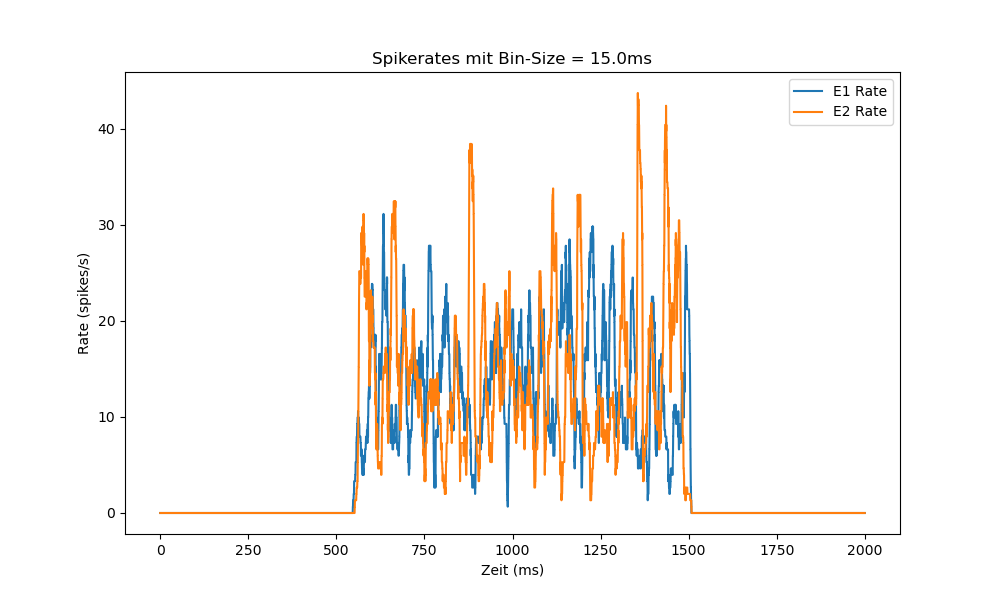 Spikerates mit Bin-Size = 15.0ms
E1 Rate
E2 Rate
Rate (spikes/s)
40
30
20
10
0
0 250 500 750 1000 1250 1500 1750 2000
Zeit (ms)